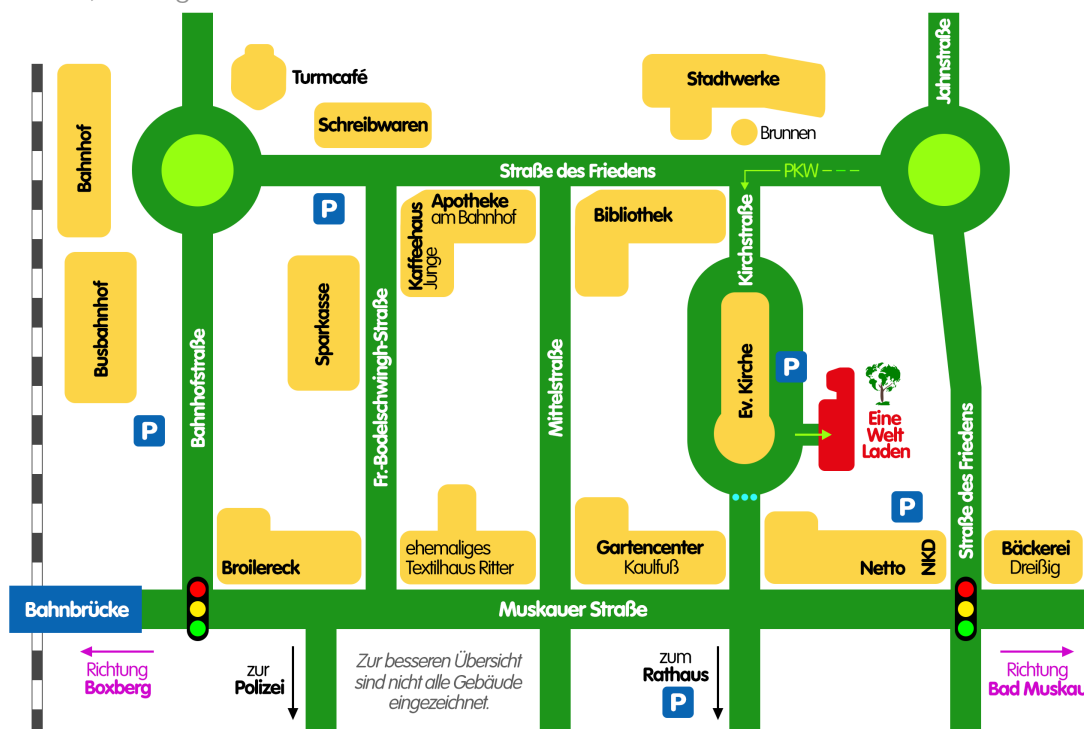 Jahnstraße
Turmcafé
Stadtwerke
Schreibwaren
Brunnen
Bahnhof
Straße des Friedens
PKW
P
Apotheke
am Bahnhof
Kaffeehaus
Junge
Bibliothek
Kirchstraße
Busbahnhof
Sparkasse
Bahnhofstraße
Fr.-Bodelschwingh-Straße
Mittelstraße
Ev. Kirche
P
Eine
Welt
Laden
P
Straße des Friedens
P
Broilereck
ehemaliges
Textilhaus Ritter
Gartencenter
Kaulfuß
Netto
NKD
Bäckerei
Dreißig
Bahnbrücke
Muskauer Straße
Richtung
Boxberg
zur
Polizei
Zur besseren Übersicht
sind nicht alle Gebäude
eingezeichnet.
zum
Rathaus
P
Richtung
Bad Muskau